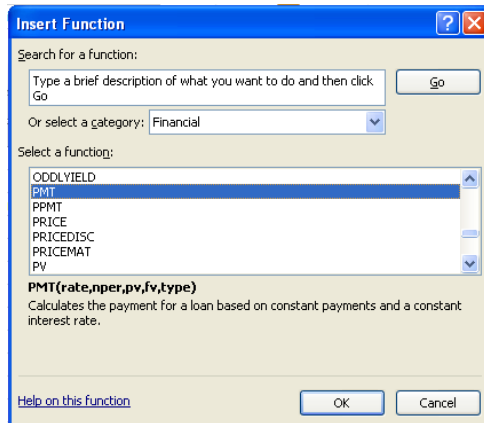 Insert Function
Search for a function:
Type a brief description of what you want to do and then click
Go
Go
Or select a category: Financial
Select a function:
ODDLYIELD
PMT
PPMT
PRICE
PRICEDISC
PRICEMAT
PV
PMT(rate,nper,pv,fv,type)
Calculates the payment for a loan based on constant payments and a constant
interest rate.
Help on this function
OK
Cancel